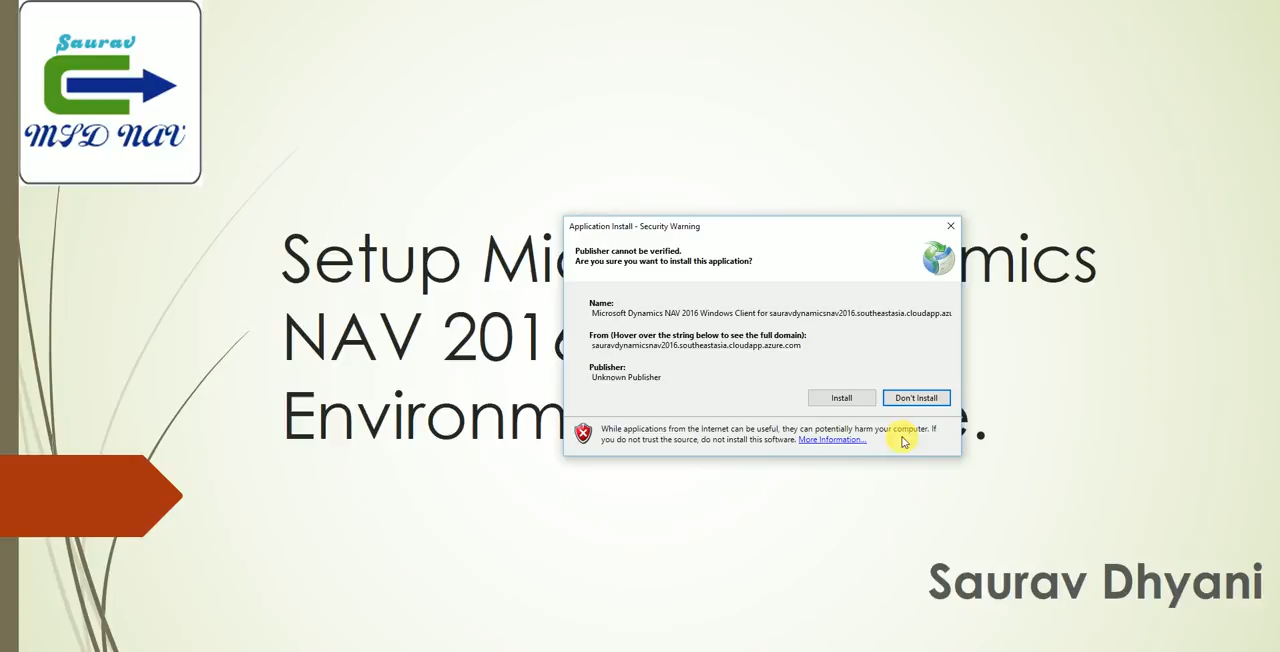 Saurav
MSD NAV
Application Install - Security Warning
Publisher cannot be verified.
Are you sure you want to install this application?
Name:
Microsoft Dynamics NAV 2016 Windows Client for sauravdynamicsnav2016.southeastasia.cloudapp.azu
From (Hover over the string below to see the full domain):
sauravdynamicsnav2016.southeastasia.cloudapp.azure.com
Publisher:
Unknown Publisher
Install
Don't Install
While applications from the Internet can be useful, they can potentially harm your computer. If
you do not trust the source, do not install this software. More Information...
Setup Mi mics
NAV 201
Environm .
Saurav Dhyani